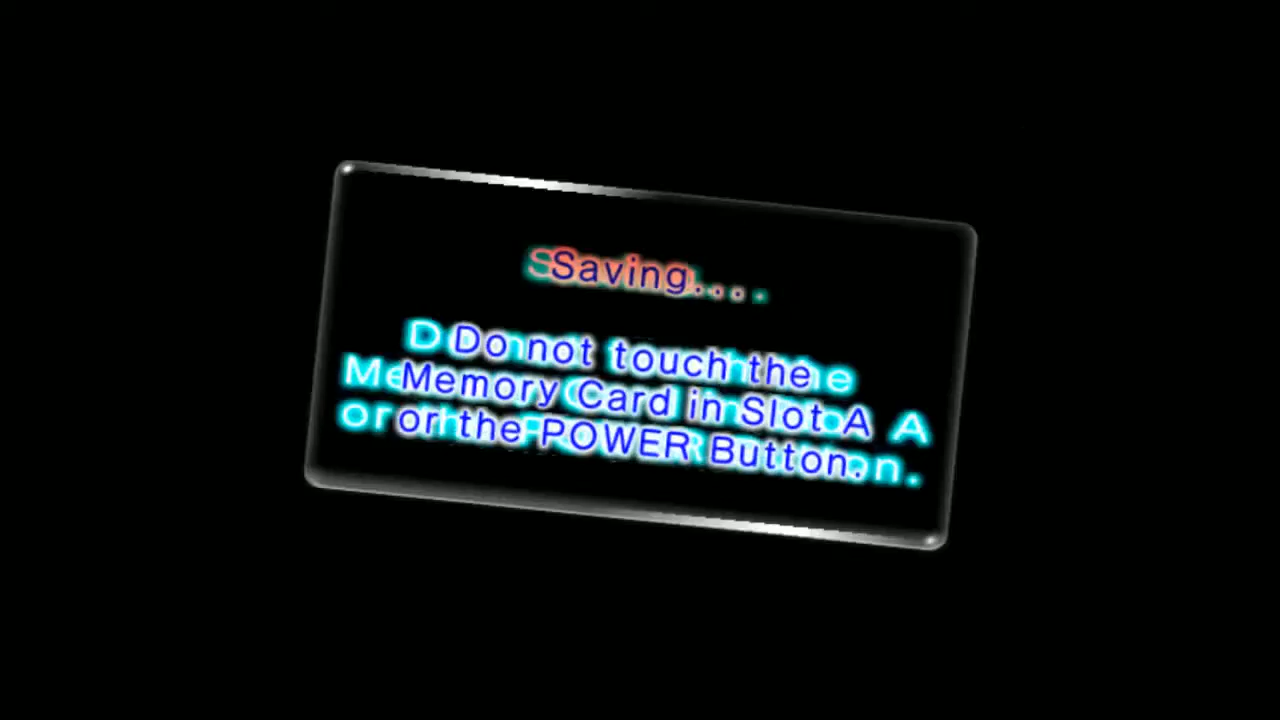 Saving....
Do not touch the
Memory Card in Slot A
or the POWER Button.